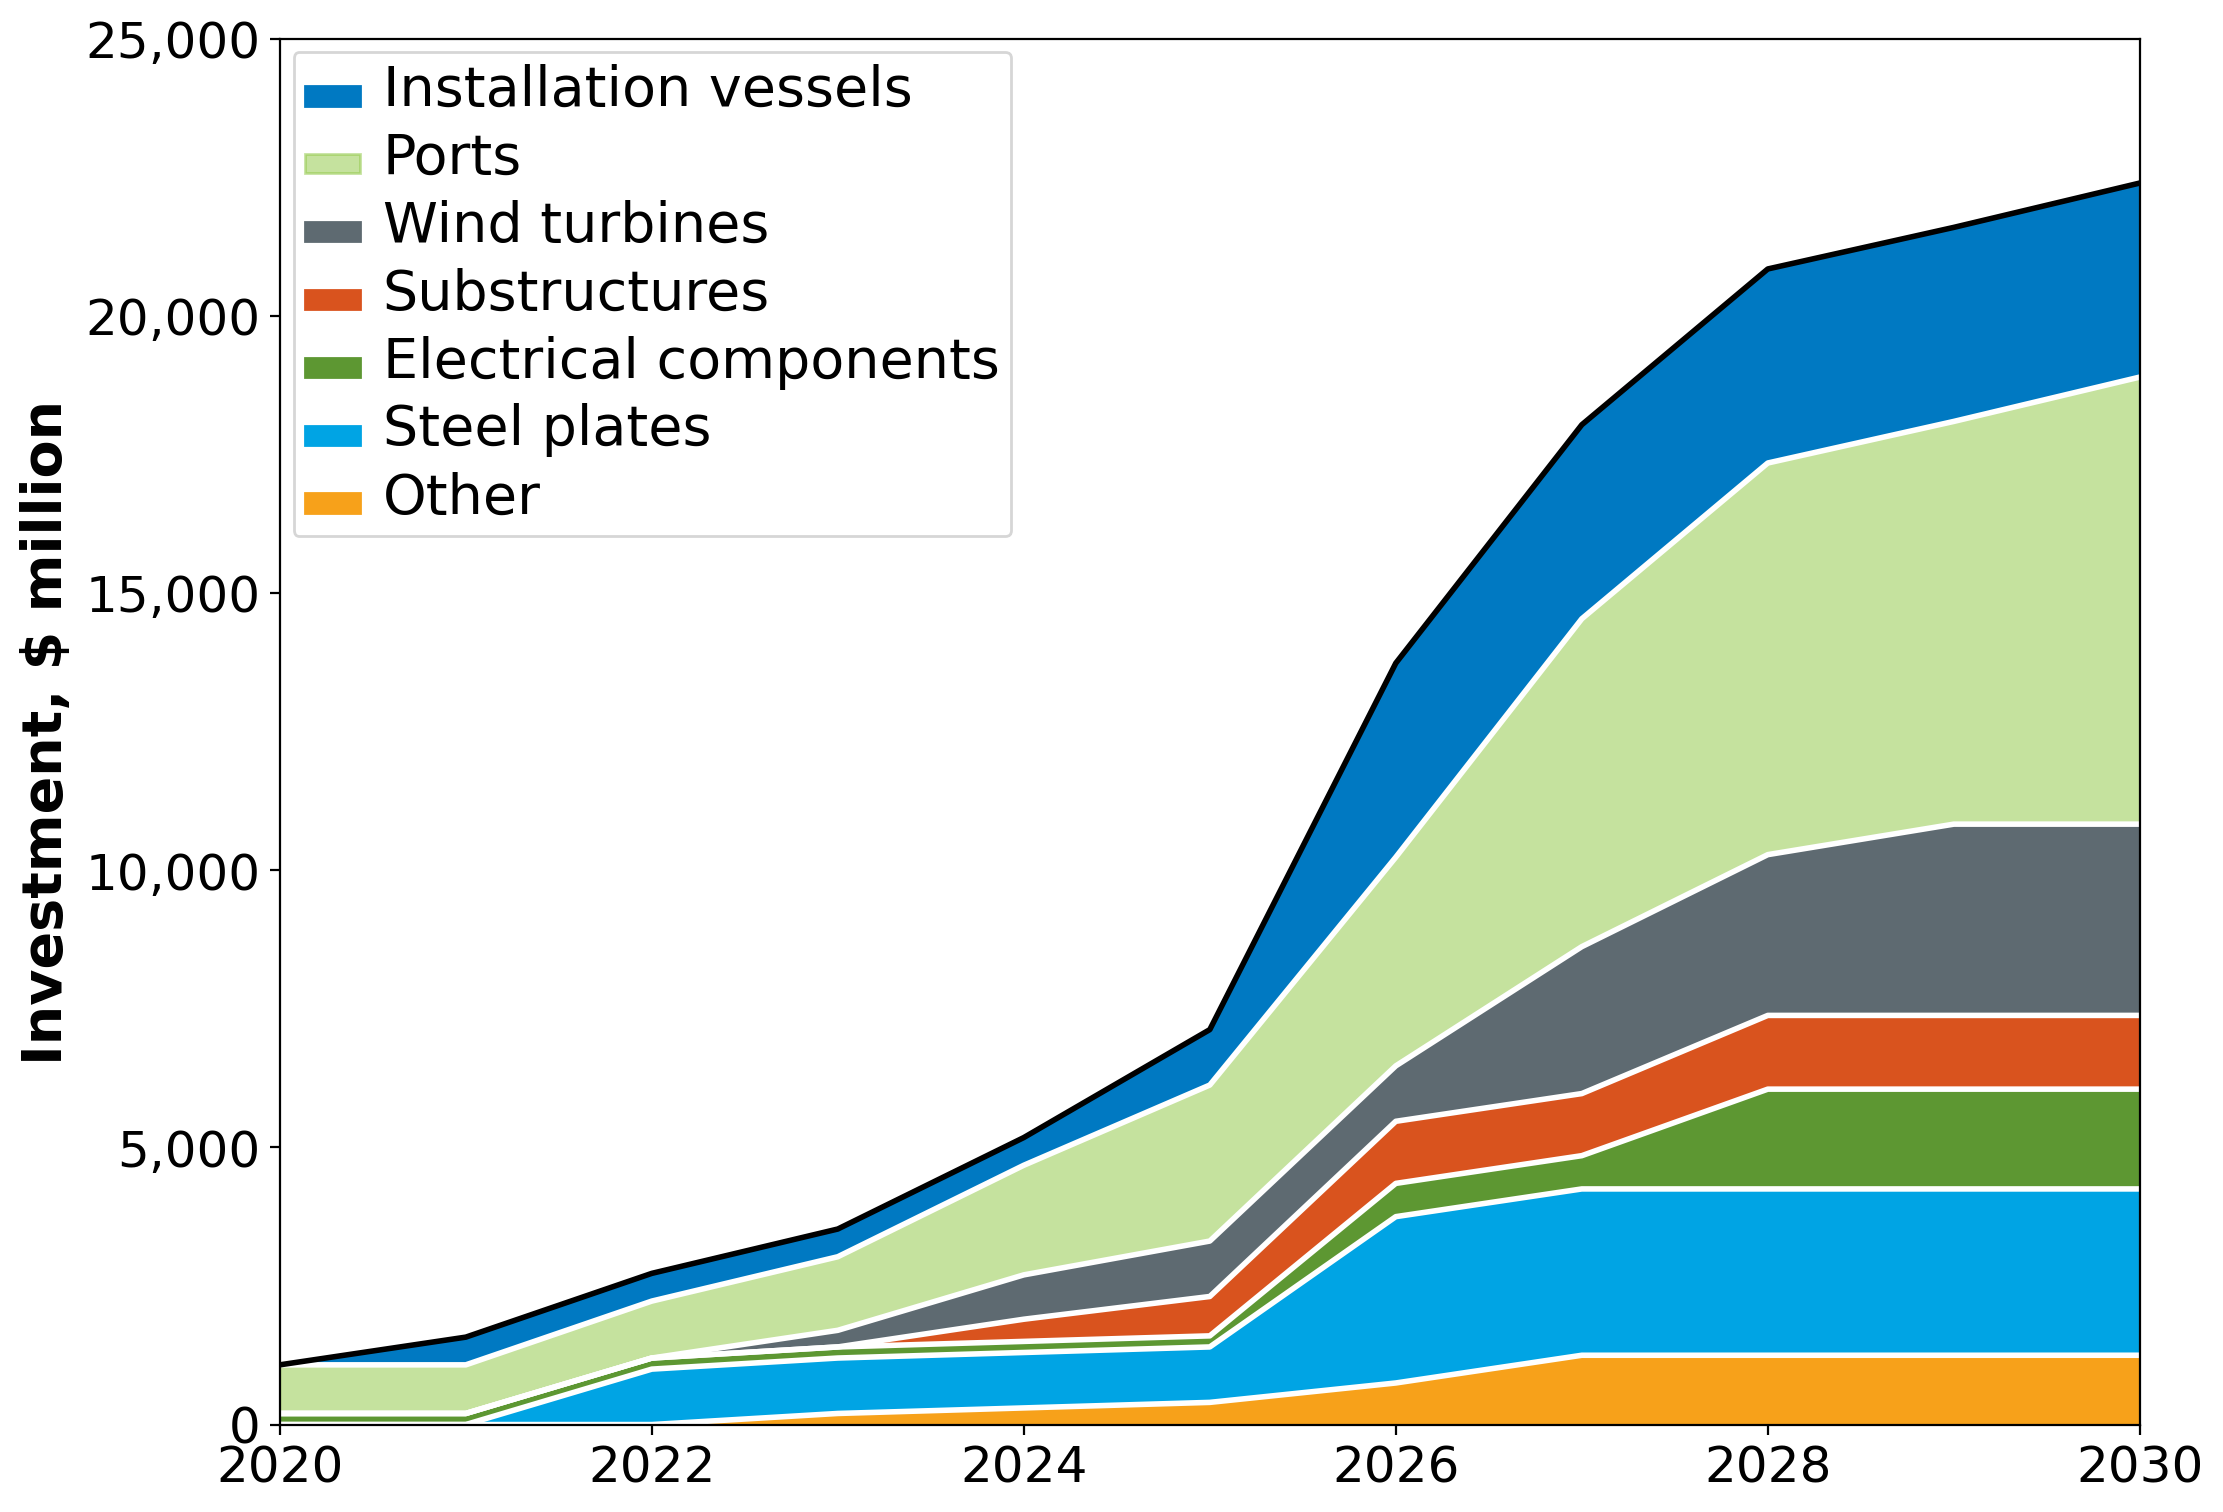 25,000
20,000
15,000
10,000
5,000
0
Investment, $ million
Installation vessels
Ports
Wind turbines
Substructures
Electrical components
Steel plates
Other
2020
2022
2024
2026
2028
2030